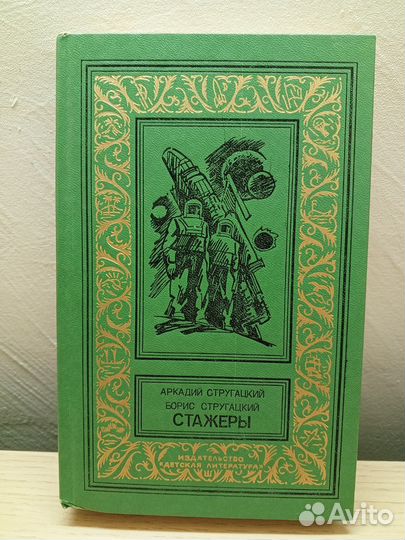 АРКАДИЙ СТРУГАЦКИЙ
БОРИС СТРУГАЦКИЙ
СТАЖЕРЫ
ИЗДАТЕЛЬСТВО
"ДЕТСКАЯ ЛИТЕРАТУРА"
Avito